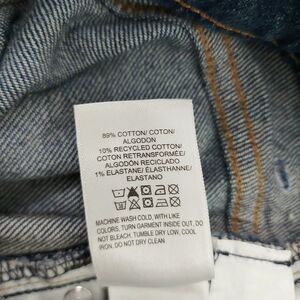 89% COTTON/ COTON/
ALGODON
10% RECYCLED COTTON/
COTON RETRANSFORMÉE/
ALGODÓN RECICLADO
1% ELASTANE/ ÉLASTHANNE/
ELASTANO
MACHINE WASH COLD, WITH LIKE
COLORS, TURN GARMENT INSIDE OUT. DO
NOT BLEACH. TUMBLE DRY LOW. COOL
IRON. DO NOT DRY CLEAN